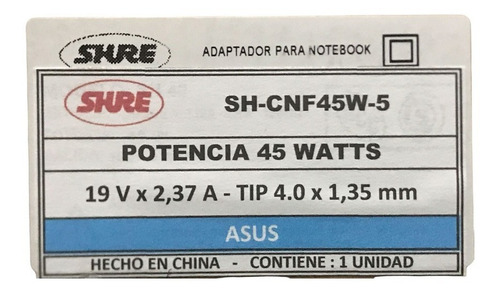 SHURE ADAPTADOR PARA NOTEBOOK
SHURE SH-CNF45W-5
POTENCIA 45 WATTS
19 V x 2,37 A - TIP 4.0 x 1,35 mm
ASUS
HECHO EN CHINA - CONTIENE : 1 UNIDAD